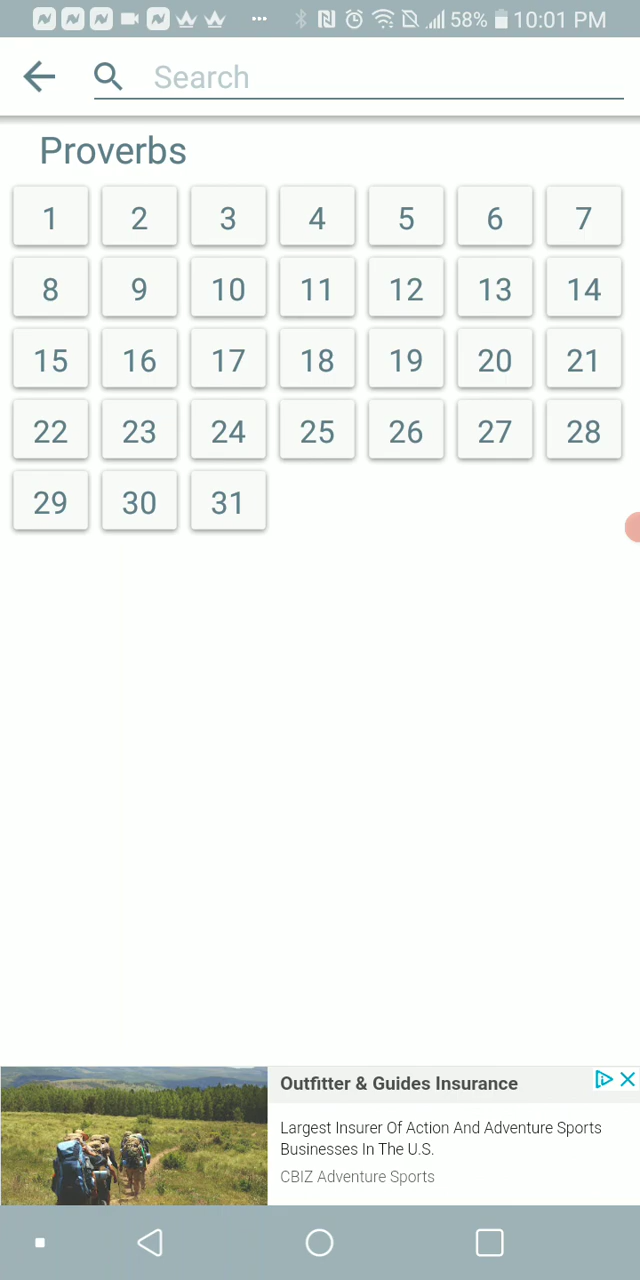 58% 10:01 PM
Search
Proverbs
1 2 3 4 5 6 7
8 9 10 11 12 13 14
15 16 17 18 19 20 21
22 23 24 25 26 27 28
29 30 31
Outfitter & Guides Insurance
Largest Insurer Of Action And Adventure Sports
Businesses In The U.S.
CBIZ Adventure Sports